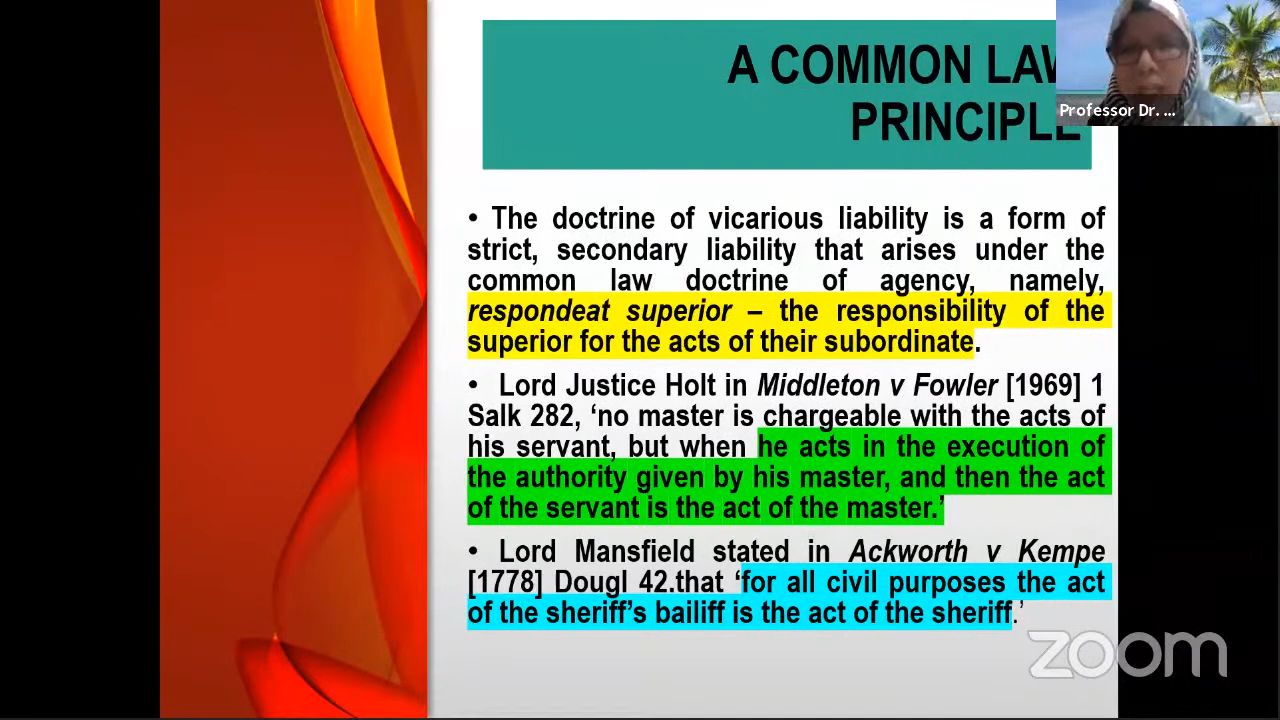 A COMMON LAW
PRINCIPLE
Professor Dr. ...
• The doctrine of vicarious liability is a form of
strict, secondary liability that arises under the
common law doctrine of agency, namely,
respondeat superior – the responsibility of the
superior for the acts of their subordinate.
• Lord Justice Holt in Middleton v Fowler [1969] 1
Salk 282, ‘no master is chargeable with the acts of
his servant, but when he acts in the execution of
the authority given by his master, and then the act
of the servant is the act of the master.’
• Lord Mansfield stated in Ackworth v Kempe
[1778] Dougl 42.that ‘for all civil purposes the act
of the sheriff’s bailiff is the act of the sheriff.’
zoom